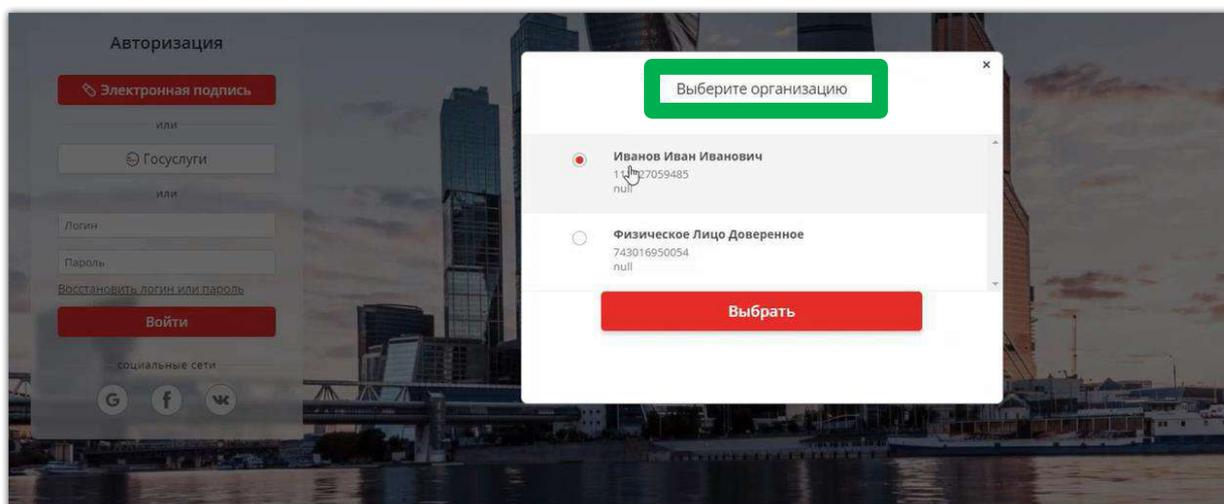 Авторизация
Электронная подпись
или
Госуслуги
или
Логин
Пароль
Восстановить логин или пароль
Войти
социальные сети
G f
Выберите организацию
×
Иванов Иван Иванович
null
Физическое Лицо Доверенное
743016950054
null
Выбрать